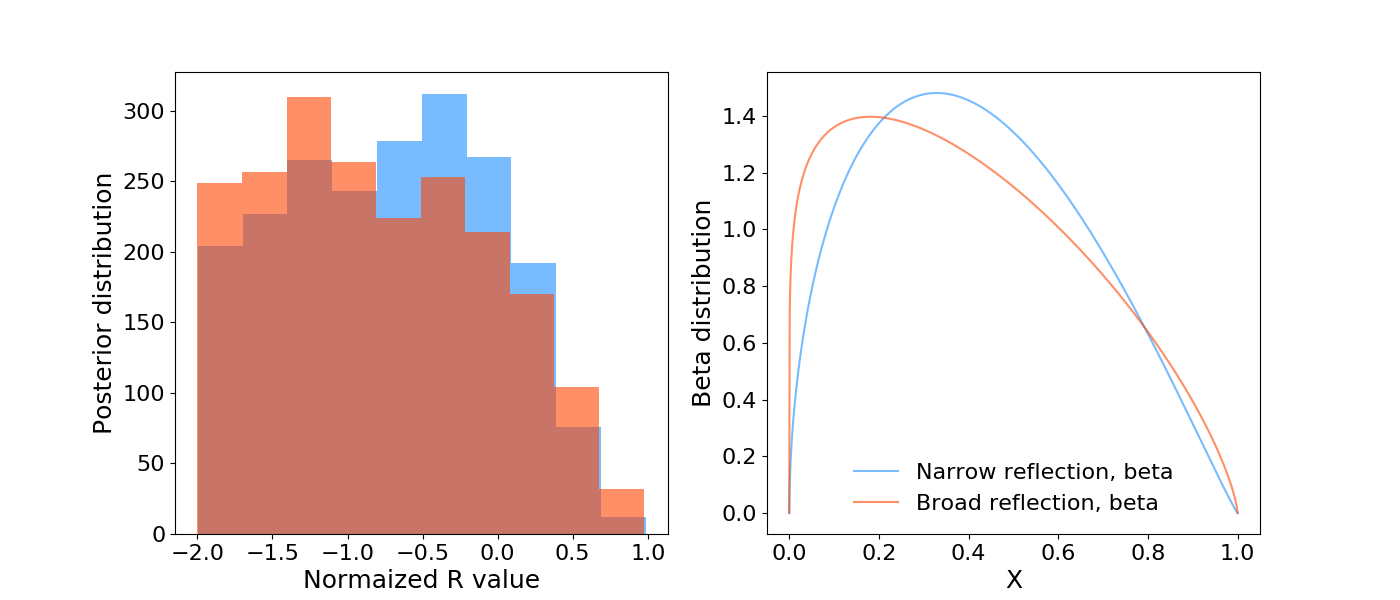 Posterior distribution
300
250
200
150
100
50
0
−2.0 −1.5 −1.0 −0.5 0.0 0.5 1.0
Normaized R value
Beta distribution
1.4
1.2
1.0
0.8
0.6
0.4
0.2
0.0
Narrow reflection, beta
Broad reflection, beta
0.0 0.2 0.4 0.6 0.8 1.0
X